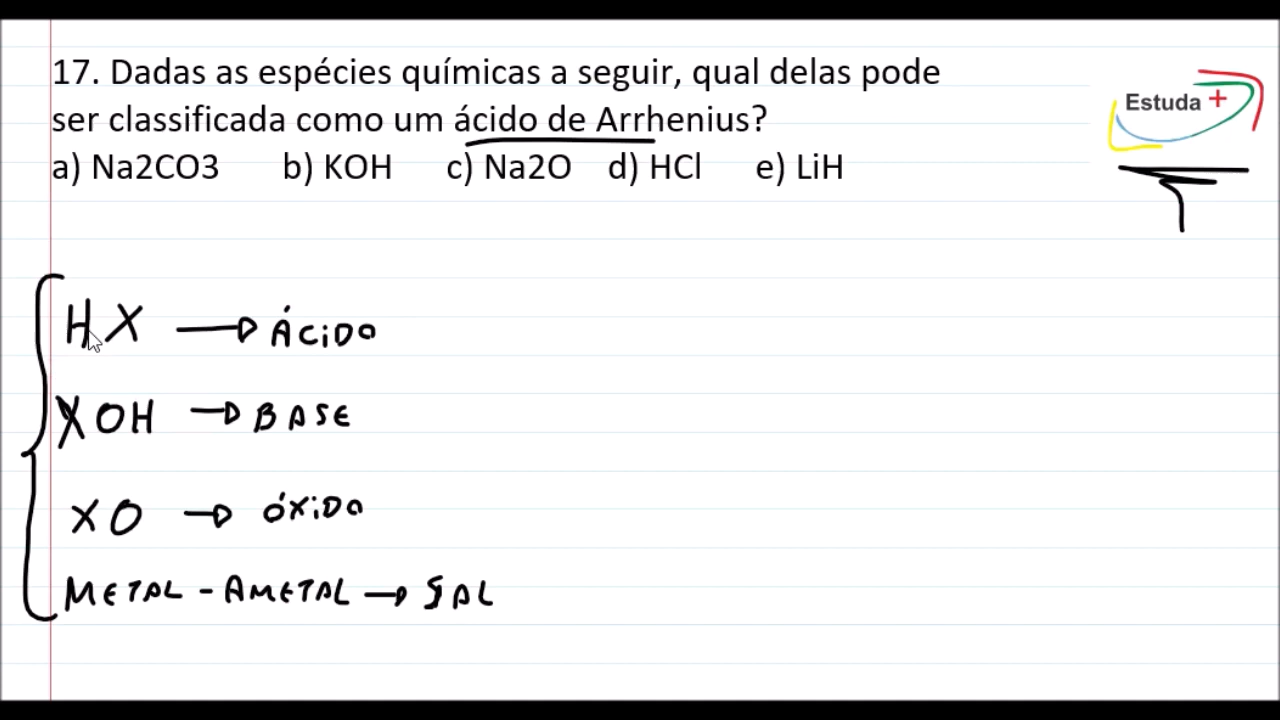 17. Dadas as espécies químicas a seguir, qual delas pode
ser classificada como um ácido de Arrhenius?
a) Na2CO3 b) KOH c) Na2O d) HCl e) LiH
Estuda +
HX → ÁCiDO
XOH → BASE
XO → ÓXiDO
METAL - AMETAL → SAL